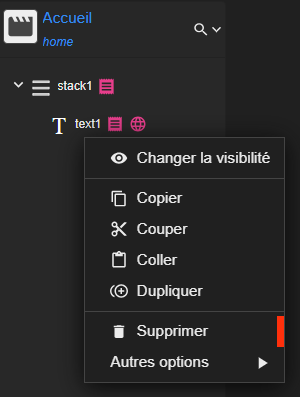 Accueil
home
stack1
T text1
Changer la visibilité
Copier
Couper
Coller
Dupliquer
Supprimer
Autres options